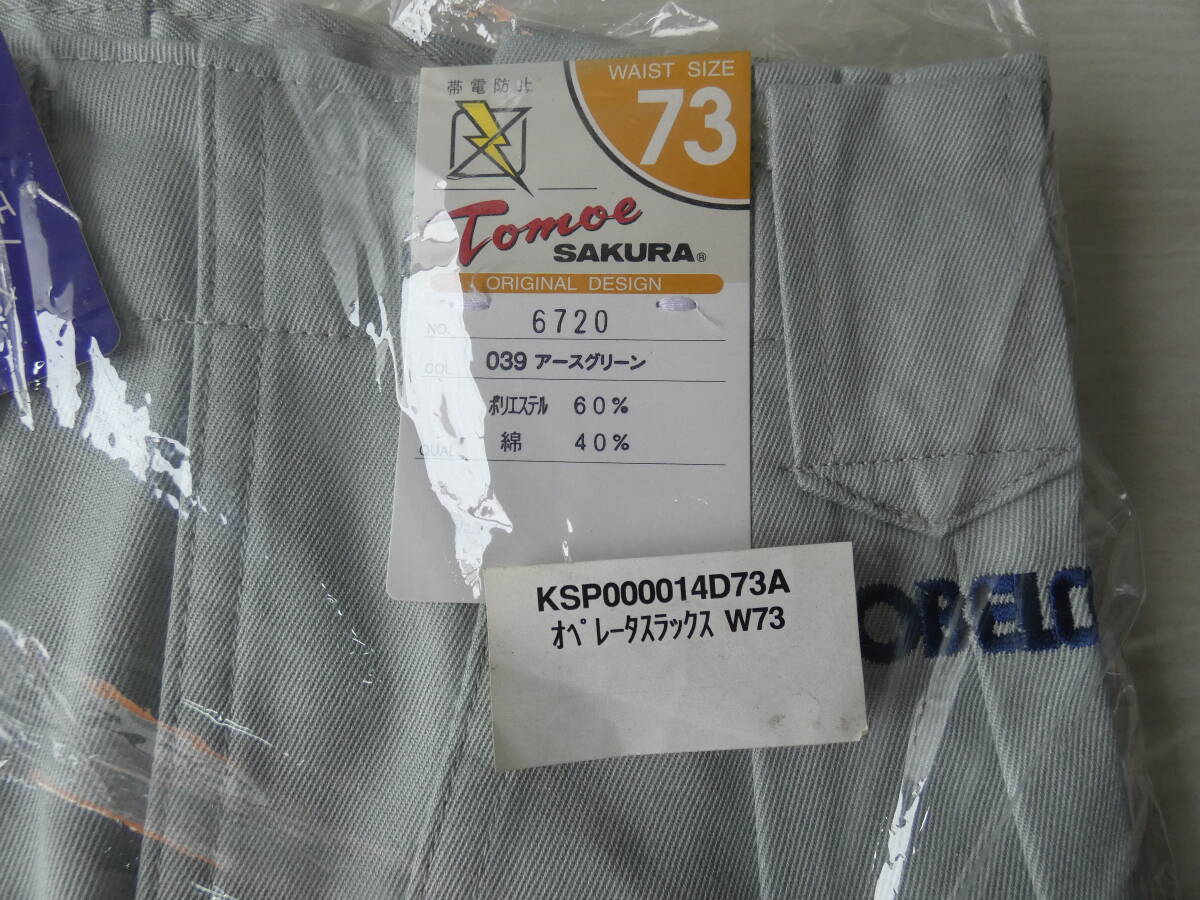 帯電防止
WAIST SIZE
73
Tomoe
SAKURA®
ORIGINAL DESIGN
NO. 6720
COL. 039 アースグリーン
ポリエステル 60%
QUAL. 綿 40%
KSP000014D73A
オペレータスラックス W73
OBELC